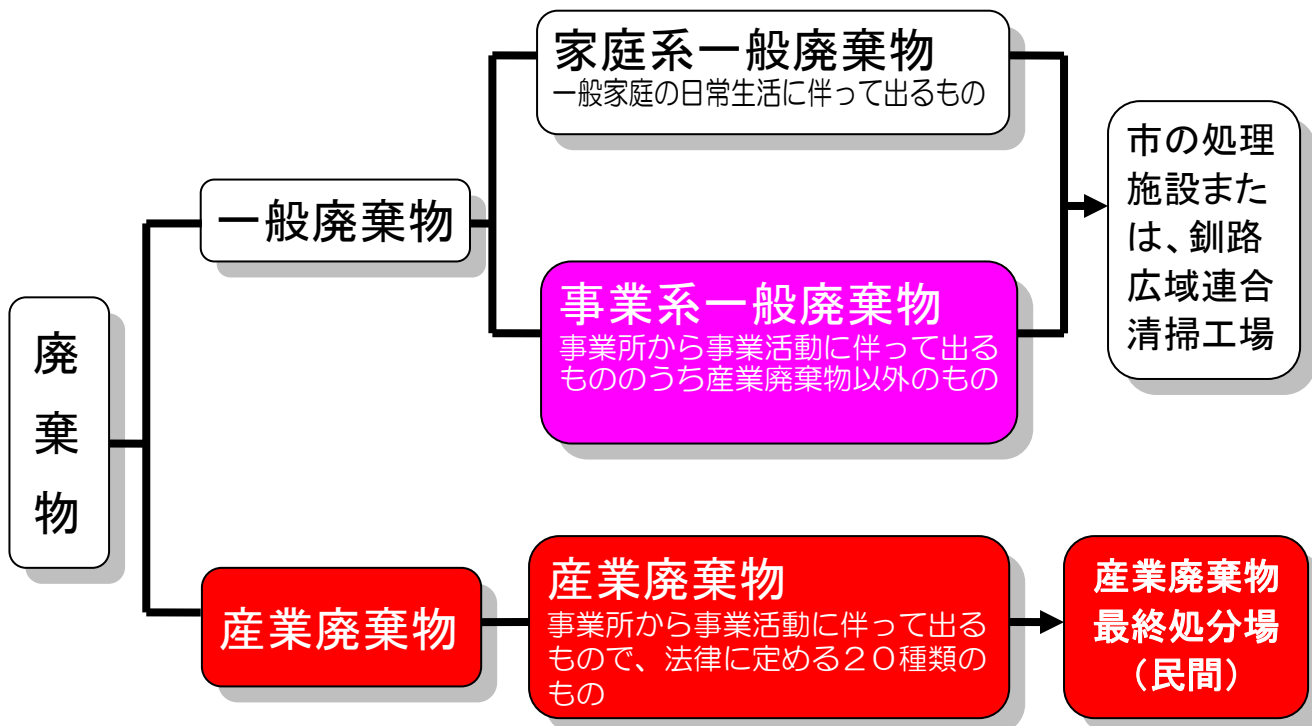 家庭系一般廃棄物
一般家庭の日常生活に伴って出るもの
市の処理
施設また
は、釧路
広域連合
清掃工場
一般廃棄物
事業系一般廃棄物
事業所から事業活動に伴って出る
もののうち産業廃棄物以外のもの
廃
棄
物
産業廃棄物
産業廃棄物
事業所から事業活動に伴って出る
もので、法律に定める２０種類の
もの
産業廃棄物
最終処分場
（民間）